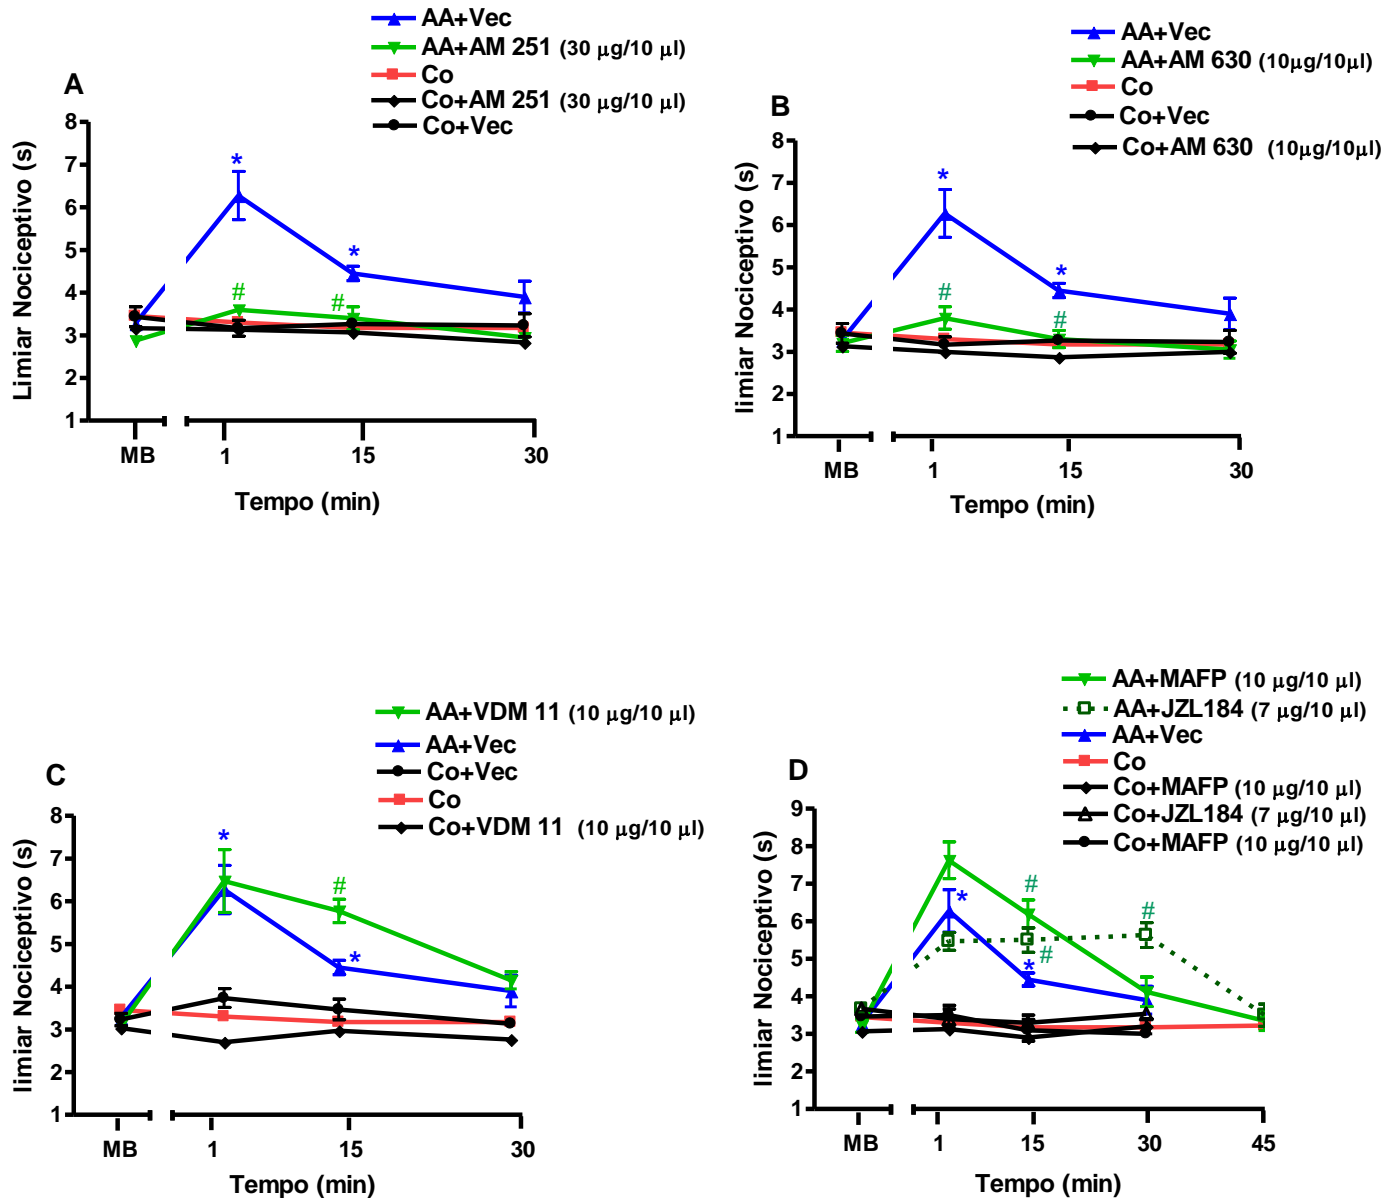 AA+Vec
AA+AM 251 (30 µg/10 µl)
Co
Co+AM 251 (30 µg/10 µl)
Co+Vec
A
Limiar Nociceptivo (s)
8
7
6
5
4
3
2
1
*
*
#
#
MB 1 15 30
Tempo (min)
AA+Vec
AA+AM 630 (10µg/10µl)
Co
Co+Vec
Co+AM 630 (10µg/10µl)
B
limiar Nociceptivo (s)
8
7
6
5
4
3
2
1
*
*
#
#
MB 1 15 30
Tempo (min)
AA+VDM 11 (10 µg/10 µl)
AA+Vec
Co+Vec
Co
Co+VDM 11 (10 µg/10 µl)
C
limiar Nociceptivo (s)
8
7
6
5
4
3
2
1
*
#
*
MB 1 15 30
Tempo (min)
AA+MAFP (10 µg/10 µl)
AA+JZL184 (7 µg/10 µl)
AA+Vec
Co
Co+MAFP (10 µg/10 µl)
Co+JZL184 (7 µg/10 µl)
Co+MAFP (10 µg/10 µl)
D
limiar Nociceptivo (s)
9
8
7
6
5
4
3
2
1
*
#
#
#
*
MB 1 15 30 45
Tempo (min)